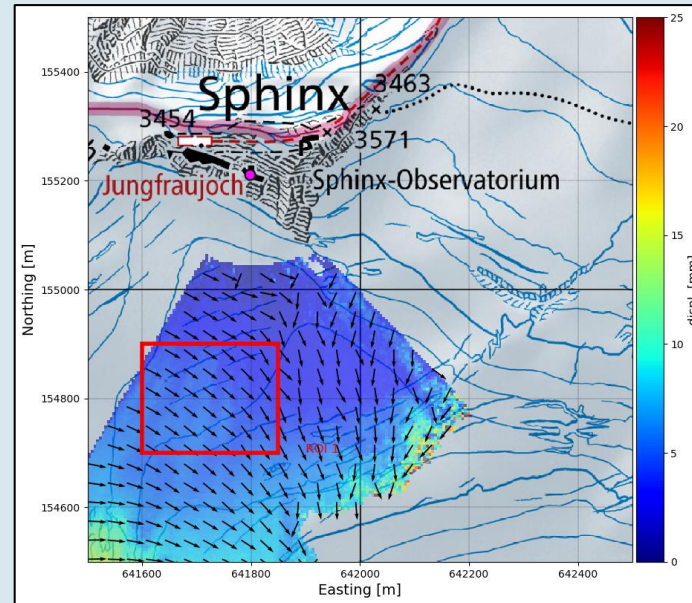 25
155400
3463
Sphinx
3454
P
3571
20
155200
Jungfraujoch
Sphinx-Observatorium
15
155000
Northing [m]
displ. [mm]
10
154800
ROI 1
5
154600
0
641600
641800
642000
642200
642400
Easting [m]